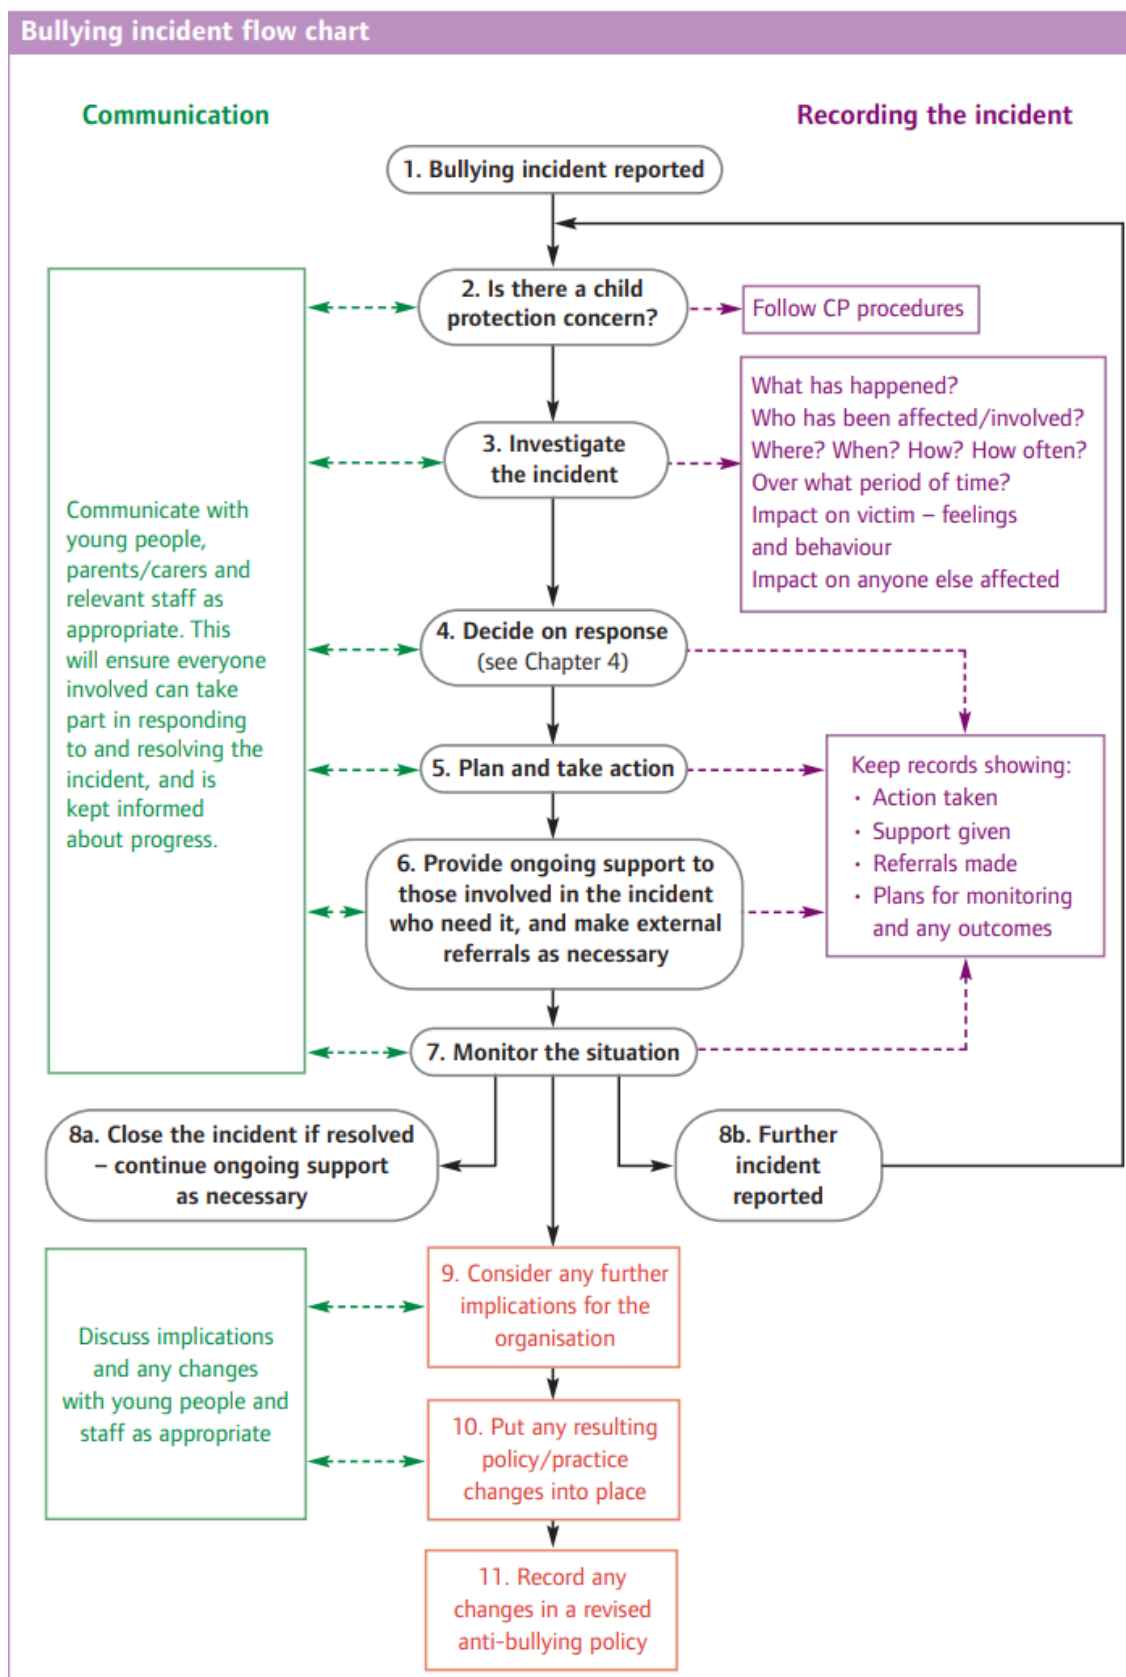 Bullying incident flow chart
Communication
Recording the incident
1. Bullying incident reported
2. Is there a child
protection concern?
Follow CP procedures
3. Investigate
the incident
What has happened?
Who has been affected/involved?
Where? When? How? How often?
Over what period of time?
Impact on victim – feelings
and behaviour
Impact on anyone else affected
Communicate with
young people,
parents/carers and
relevant staff as
appropriate. This
will ensure everyone
involved can take
part in responding
to and resolving the
incident, and is
kept informed
about progress.
4. Decide on response
(see Chapter 4)
5. Plan and take action
Keep records showing:
• Action taken
• Support given
• Referrals made
• Plans for monitoring
and any outcomes
6. Provide ongoing support to
those involved in the incident
who need it, and make external
referrals as necessary
7. Monitor the situation
8a. Close the incident if resolved
– continue ongoing support
as necessary
8b. Further
incident
reported
9. Consider any further
implications for the
organisation
Discuss implications
and any changes
with young people and
staff as appropriate
10. Put any resulting
policy/practice
changes into place
11. Record any
changes in a revised
anti-bullying policy